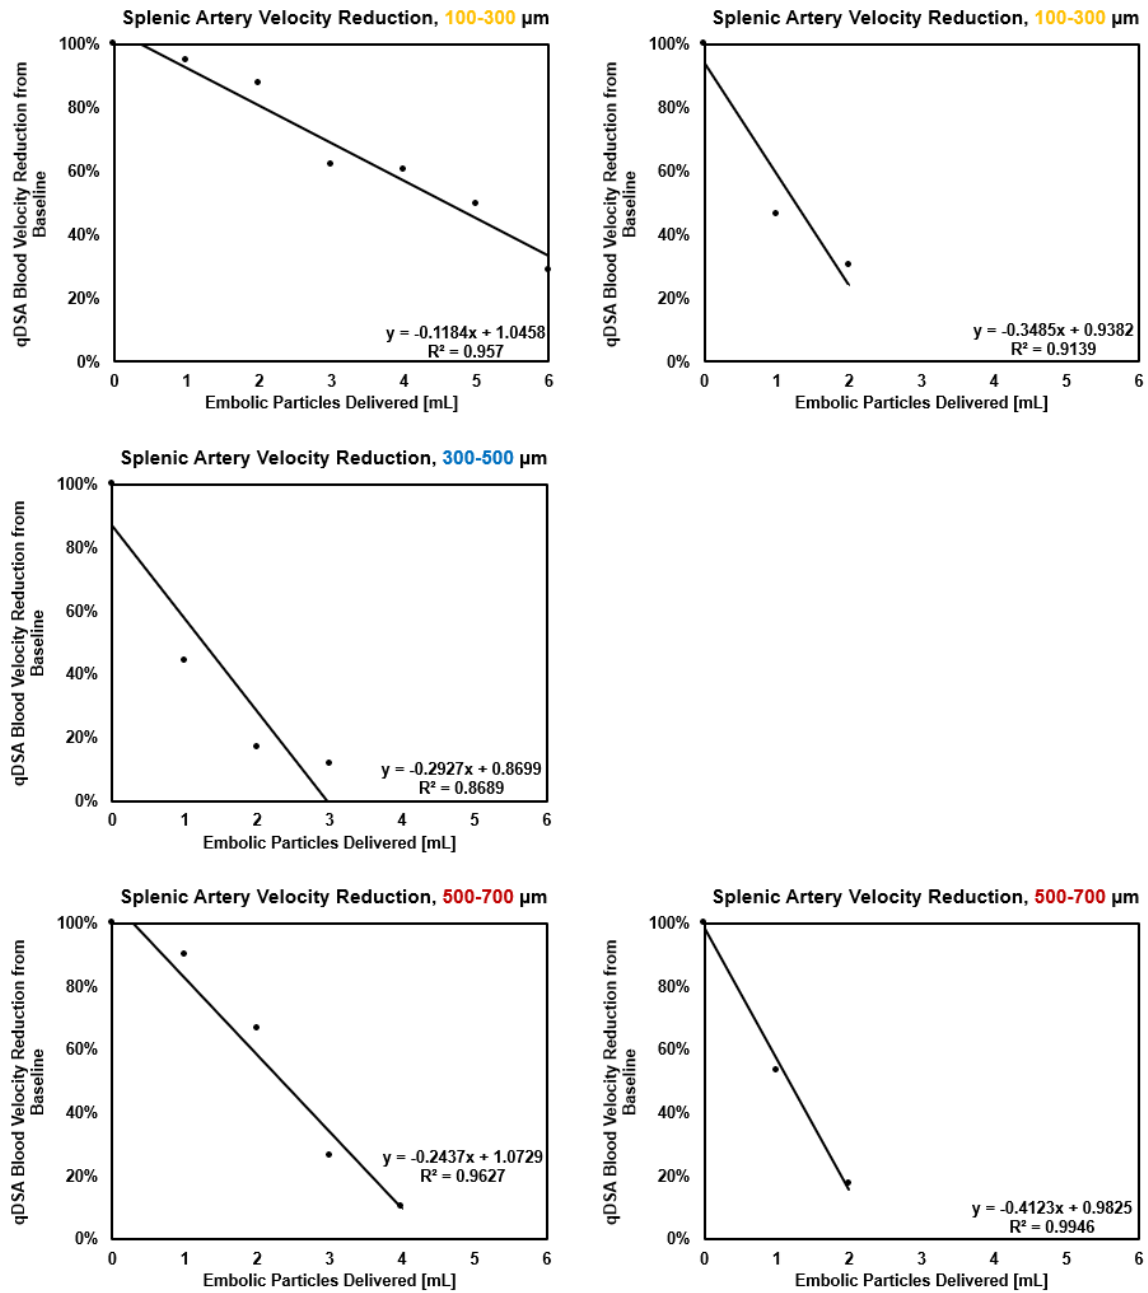 Splenic Artery Velocity Reduction, 100-300 µm
qDSA Blood Velocity Reduction from
Baseline
100%
80%
60%
40%
20%
0%
y = -0.1184x + 1.0458
R² = 0.957
0 1 2 3 4 5 6
Embolic Particles Delivered [mL]
Splenic Artery Velocity Reduction, 100-300 µm
qDSA Blood Velocity Reduction from
Baseline
100%
80%
60%
40%
20%
0%
y = -0.3485x + 0.9382
R² = 0.9139
0 1 2 3 4 5 6
Embolic Particles Delivered [mL]
Splenic Artery Velocity Reduction, 300-500 µm
qDSA Blood Velocity Reduction from
Baseline
100%
80%
60%
40%
20%
0%
y = -0.2927x + 0.8699
R² = 0.8689
0 1 2 3 4 5 6
Embolic Particles Delivered [mL]
Splenic Artery Velocity Reduction, 500-700 µm
qDSA Blood Velocity Reduction from
Baseline
100%
80%
60%
40%
20%
0%
y = -0.2437x + 1.0729
R² = 0.9627
0 1 2 3 4 5 6
Embolic Particles Delivered [mL]
Splenic Artery Velocity Reduction, 500-700 µm
qDSA Blood Velocity Reduction from
Baseline
100%
80%
60%
40%
20%
0%
y = -0.4123x + 0.9825
R² = 0.9946
0 1 2 3 4 5 6
Embolic Particles Delivered [mL]